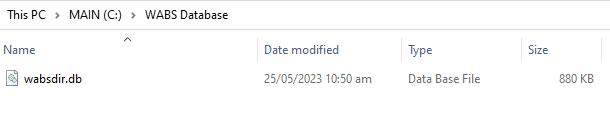 This PC > MAIN (C:) > WABS Database
Name Date modified Type Size
wabsdir.db 25/05/2023 10:50 am Data Base File 880 KB